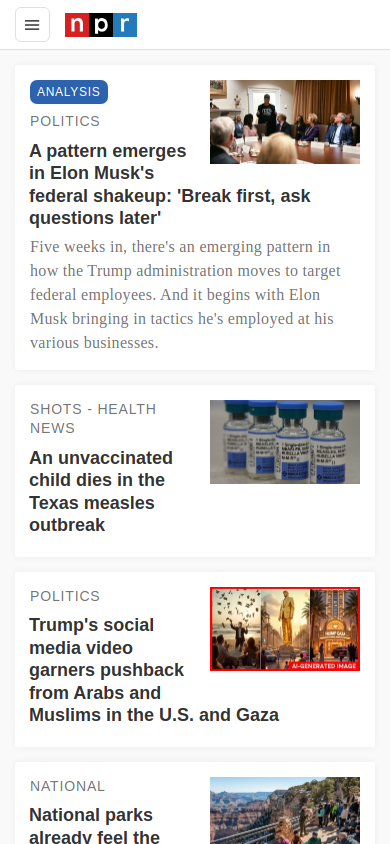 npr
ANALYSIS
POLITICS
A pattern emerges
in Elon Musk's
federal shakeup: 'Break first, ask
questions later'
Five weeks in, there's an emerging pattern in
how the Trump administration moves to target
federal employees. And it begins with Elon
Musk bringing in tactics he's employed at his
various businesses.
SHOTS - HEALTH
NEWS
An unvaccinated
child dies in the
Texas measles
outbreak
POLITICS
Trump's social
media video
garners pushback
from Arabs and
Muslims in the U.S. and Gaza
TRUMP GAZA
AI-GENERATED IMAGE
NATIONAL
National parks
already feel the